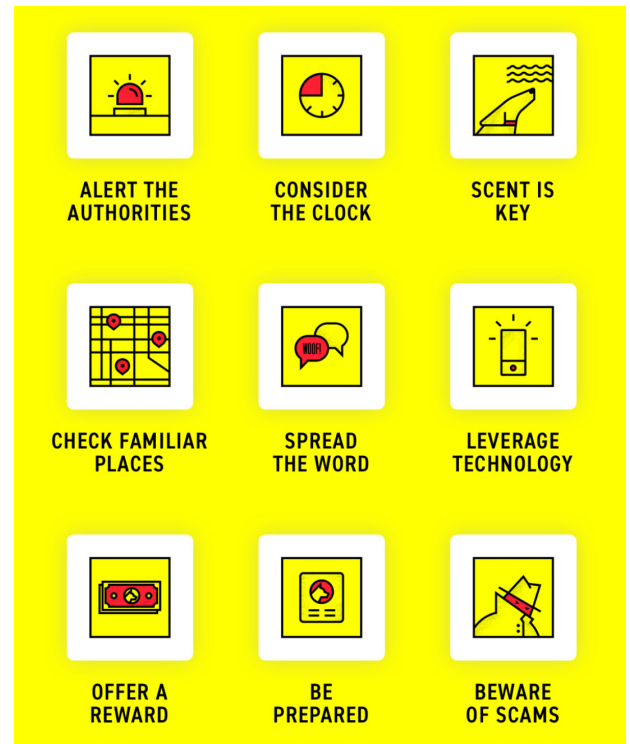 ALERT THE
AUTHORITIES
CONSIDER
THE CLOCK
SCENT IS
KEY
CHECK FAMILIAR
PLACES
WOOF!
SPREAD
THE WORD
LEVERAGE
TECHNOLOGY
OFFER A
REWARD
BE
PREPARED
BEWARE
OF SCAMS